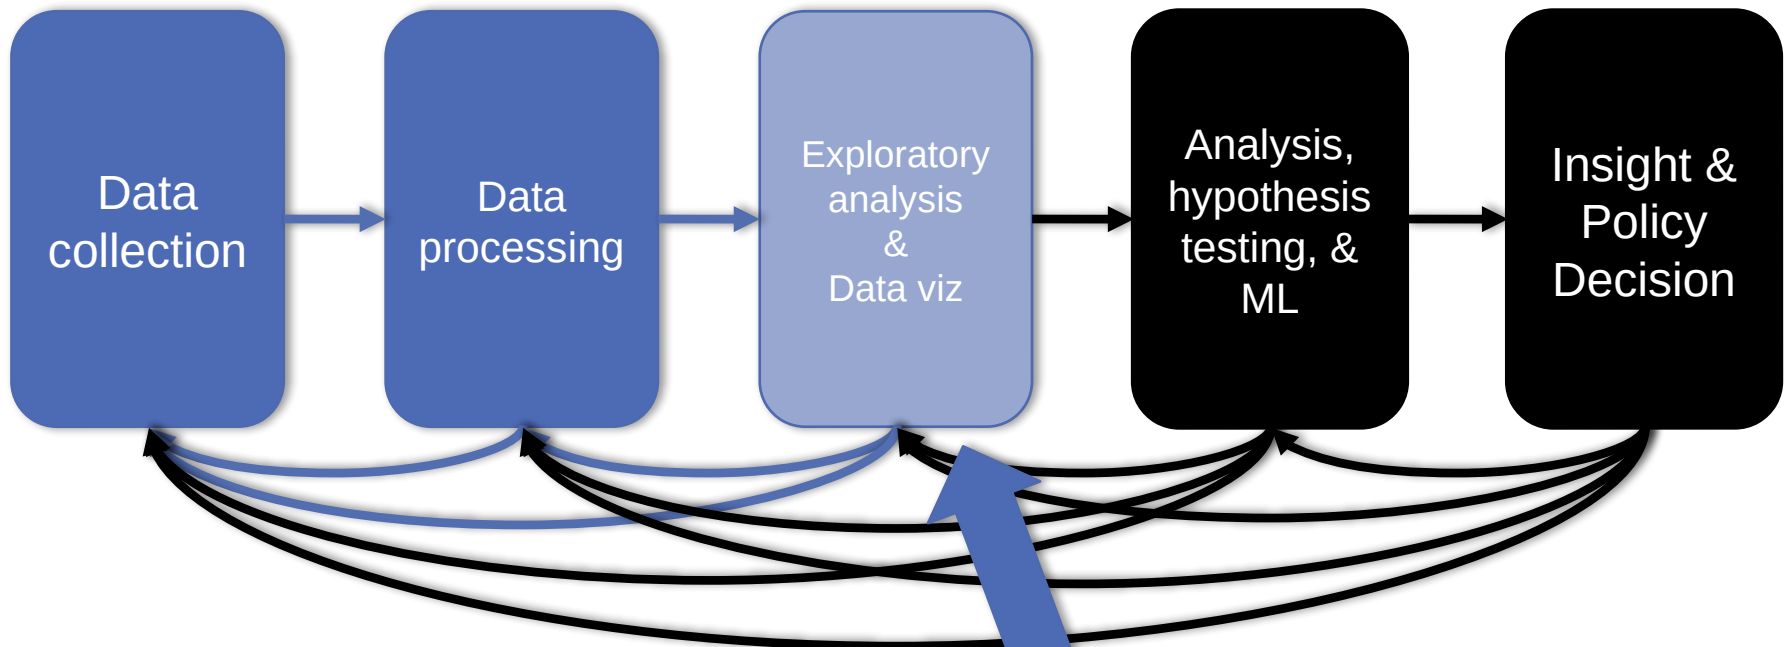 Data
collection
Data
processing
Exploratory
analysis
&
Data viz
Analysis,
hypothesis
testing, &
ML
Insight &
Policy
Decision